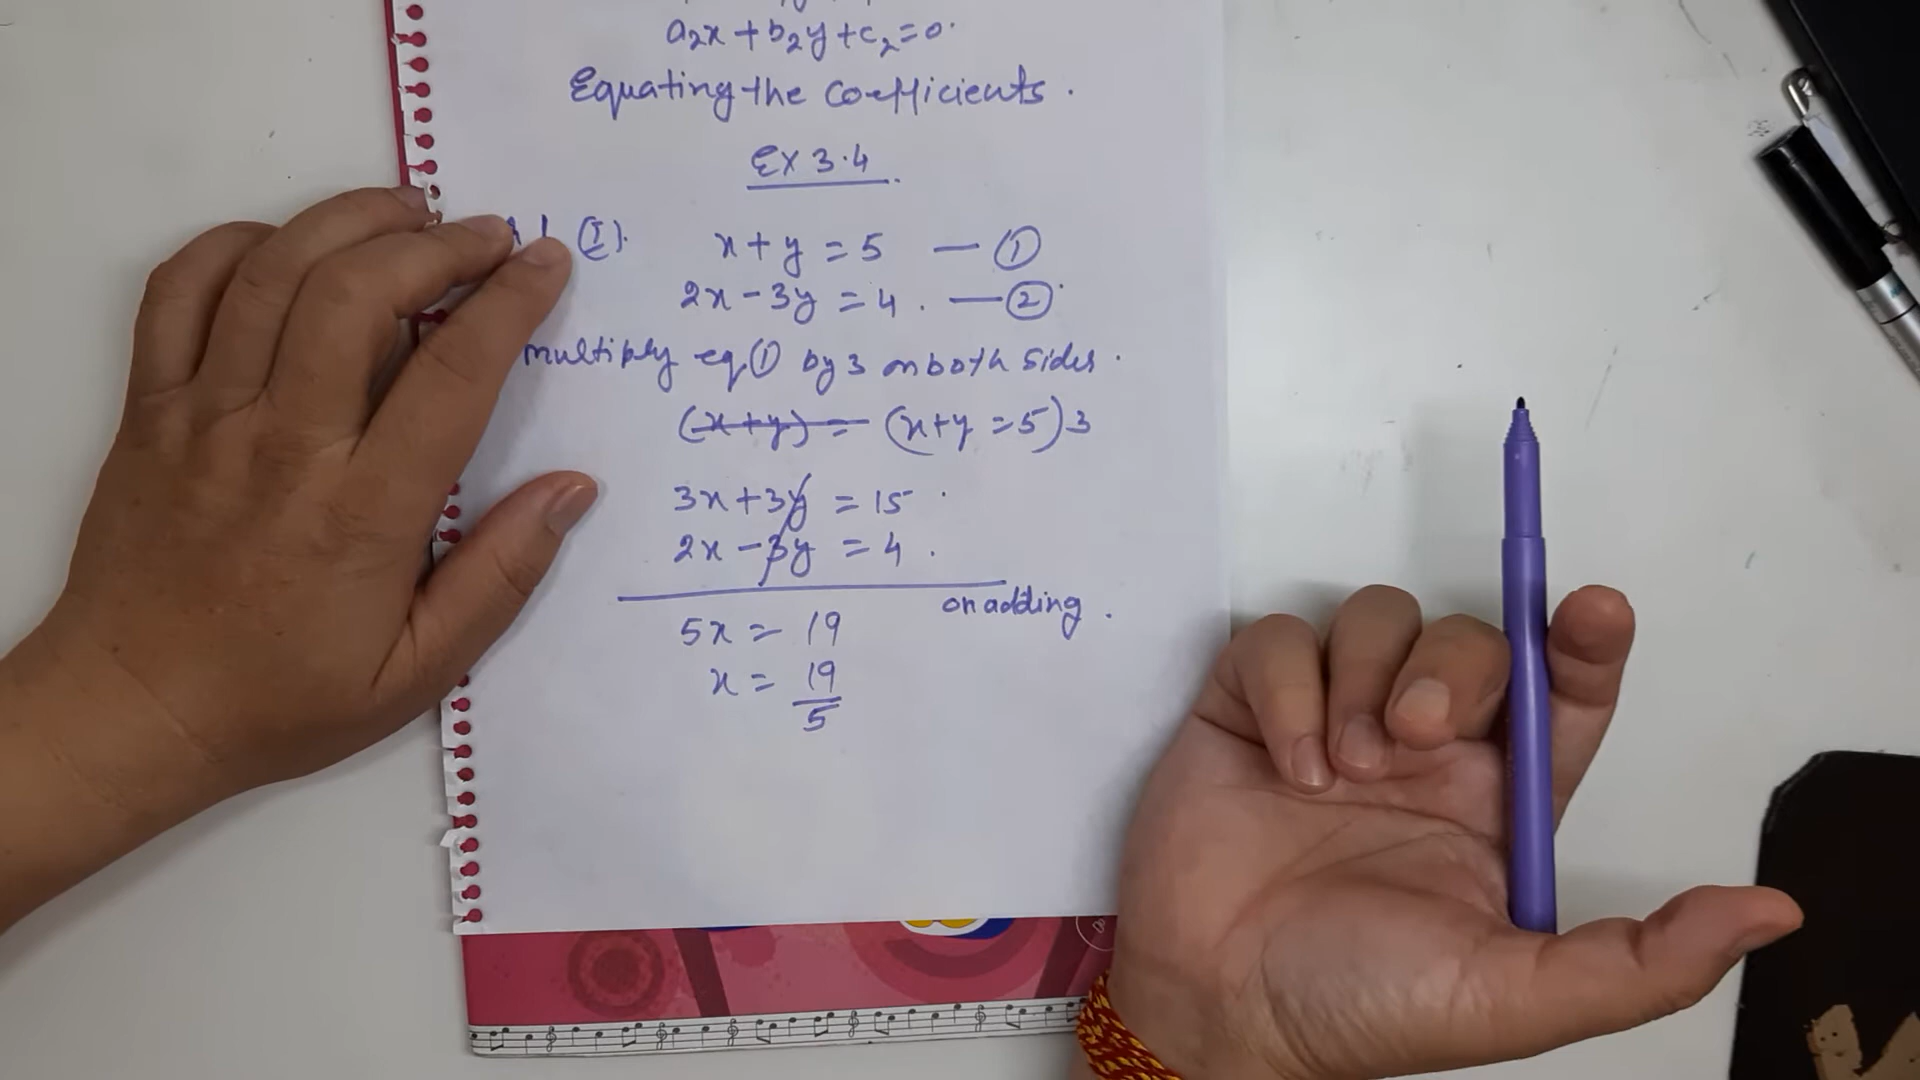 a₂x + b₂y + c₂ = 0.
Equating the Coefficients.
Ex 3.4
1 (I). x + y = 5 — ①
2x - 3y = 4. — ②
multiply eq ① by 3 on both sides.
(x + y) = (x + y = 5) 3
3x + 3y = 15.
2x - 3y = 4.
on adding.
5x = 19
x = 19/5